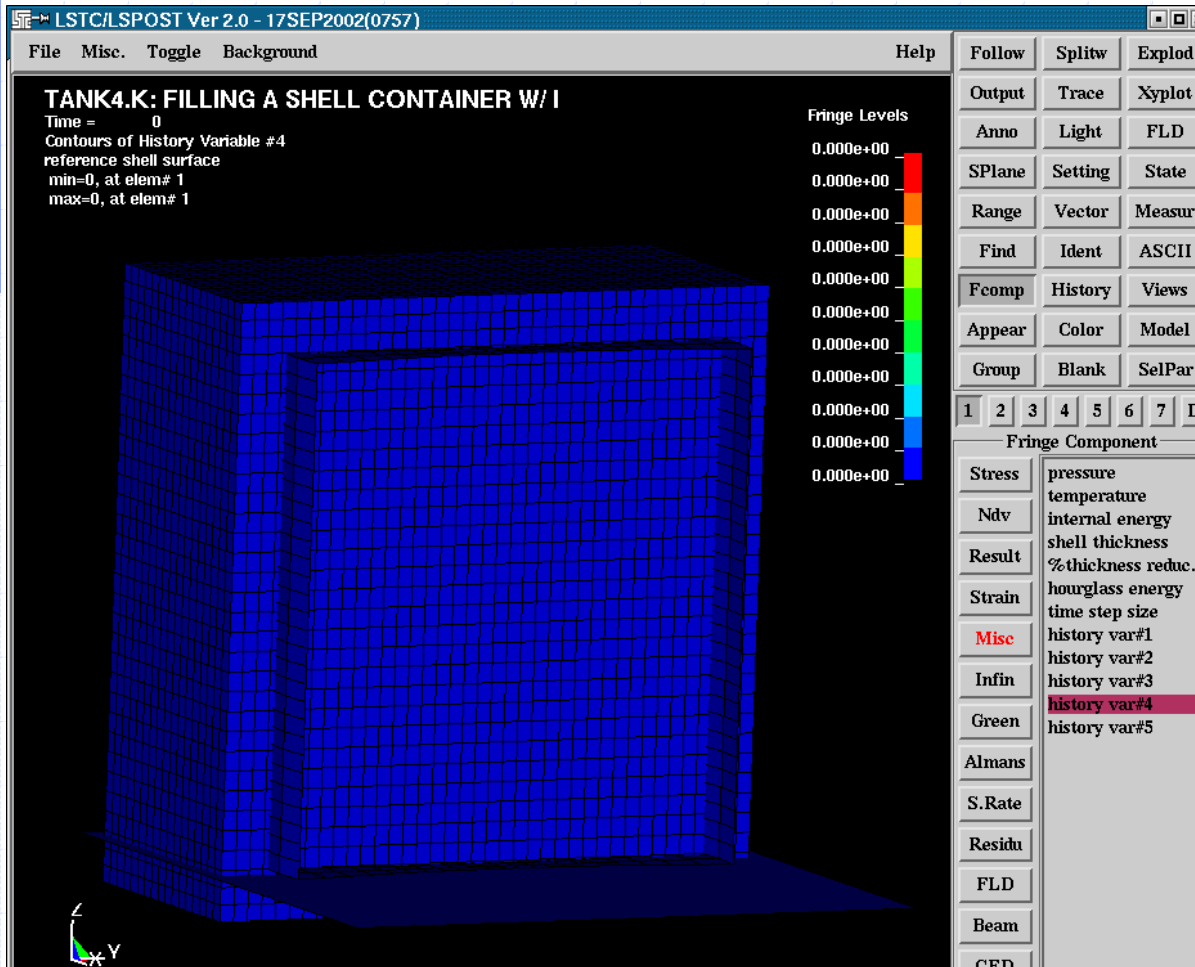 LSTC/LSPOST Ver 2.0 - 17SEP2002(0757)
File Misc. Toggle Background Help
TANK4.K: FILLING A SHELL CONTAINER W/ I
Time = 0
Contours of History Variable #4
reference shell surface
min=0, at elem# 1
max=0, at elem# 1
Fringe Levels
0.000e+00
0.000e+00
0.000e+00
0.000e+00
0.000e+00
0.000e+00
0.000e+00
0.000e+00
0.000e+00
0.000e+00
0.000e+00
Z
X Y
Follow Splitw Explod
Output Trace Xyplot
Anno Light FLD
SPlane Setting State
Range Vector Measur
Find Ident ASCII
Fcomp History Views
Appear Color Model
Group Blank SelPar
1 2 3 4 5 6 7 D
Fringe Component
Stress
Ndv
Result
Strain
Misc
Infin
Green
Almans
S.Rate
Residu
FLD
Beam
pressure
temperature
internal energy
shell thickness
%thickness reduc.
hourglass energy
time step size
history var#1
history var#2
history var#3
history var#4
history var#5